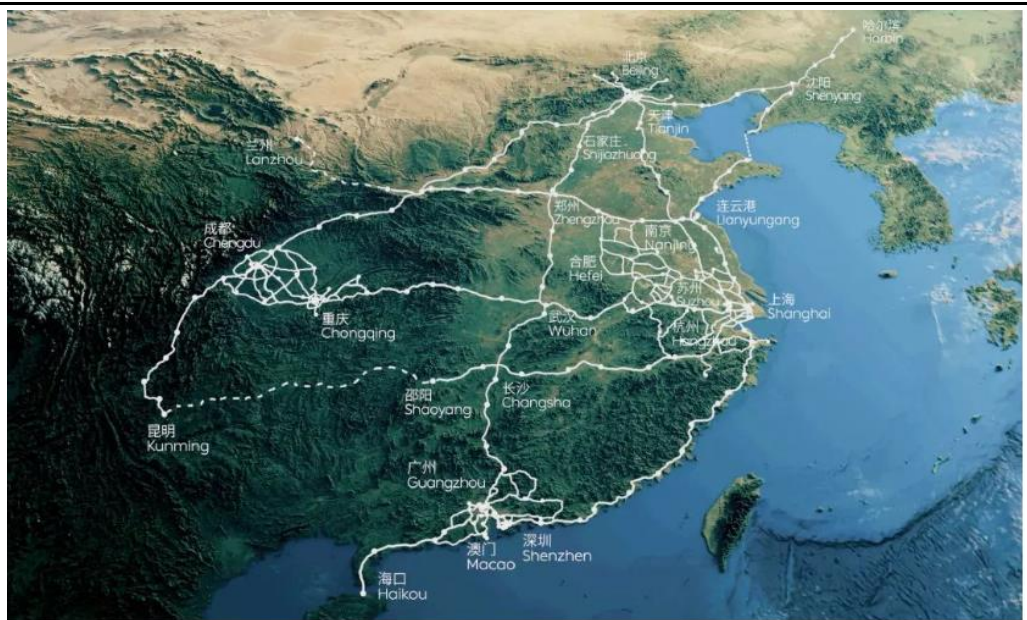 哈尔滨
Harbin
北京
Beijing
沈阳
Shenyang
天津
Tianjin
石家庄
Shijiazhuang
兰州
Lanzhou
郑州
Zhengzhou
连云港
Lianyungang
成都
Chengdu
南京
Nanjing
合肥
Hefei
苏州
Suzhou
上海
Shanghai
重庆
Chongqing
武汉
Wuhan
杭州
Hangzhou
邵阳
Shaoyang
长沙
Changsha
昆明
Kunming
广州
Guangzhou
深圳
Shenzhen
澳门
Macao
海口
Haikou